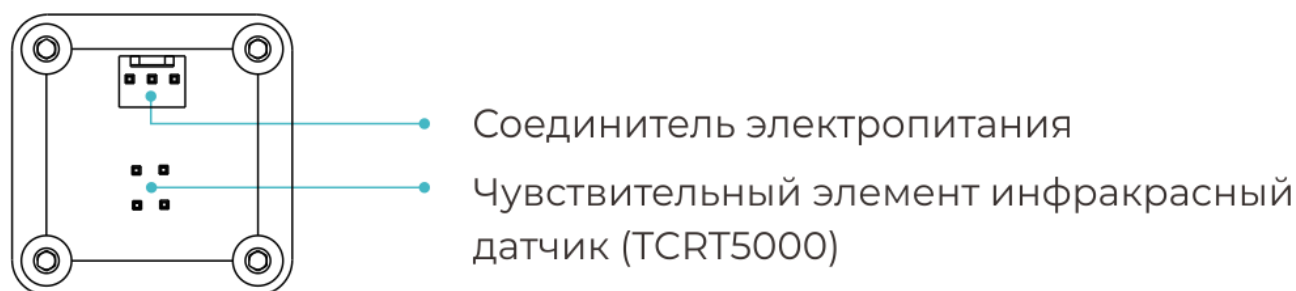 Соединитель электропитания
Чувствительный элемент инфракрасный
датчик (TCRT5000)